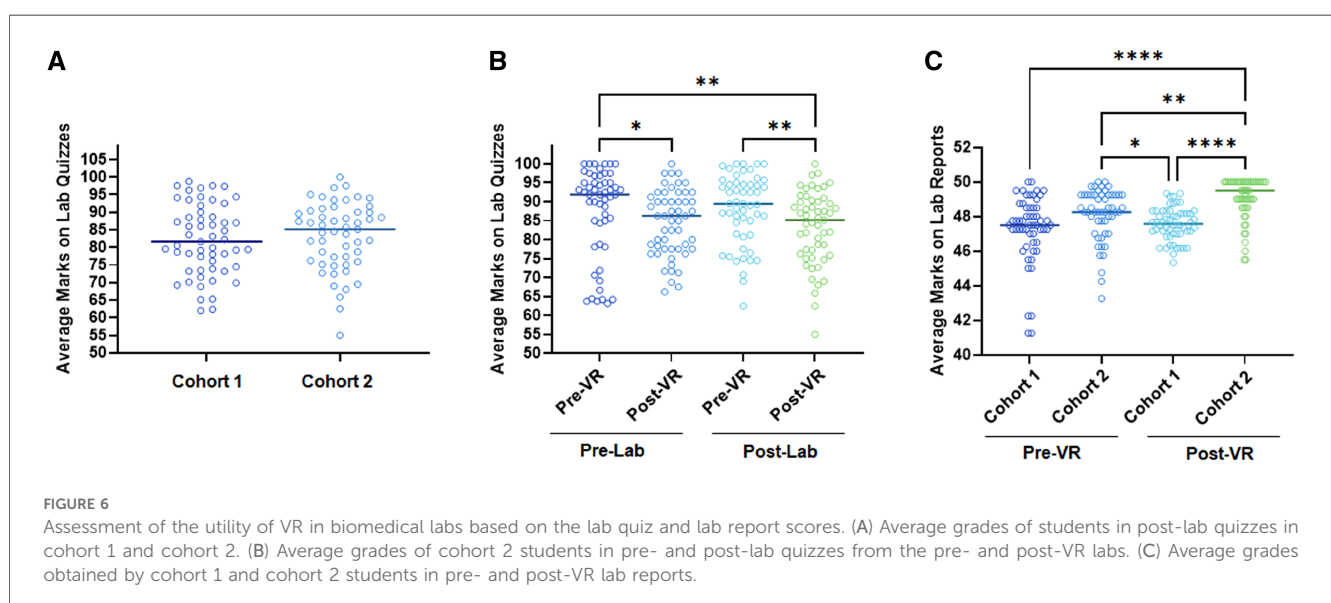 A
Average Marks on Lab Quizzes
105
100
95
90
85
80
75
70
65
60
55
50
Cohort 1
Cohort 2
B
Average Marks on Lab Quizzes
100
95
90
85
80
75
70
65
60
55
50
**
*
**
Pre-VR
Post-VR
Pre-VR
Post-VR
Pre-Lab
Post-Lab
C
Average Marks on Lab Reports
52
50
48
46
44
42
40
****
**
*
****
Cohort 1
Cohort 2
Cohort 1
Cohort 2
Pre-VR
Post-VR
FIGURE 6
Assessment of the utility of VR in biomedical labs based on the lab quiz and lab report scores. (A) Average grades of students in post-lab quizzes in
cohort 1 and cohort 2. (B) Average grades of cohort 2 students in pre- and post-lab quizzes from the pre- and post-VR labs. (C) Average grades
obtained by cohort 1 and cohort 2 students in pre- and post-VR lab reports.